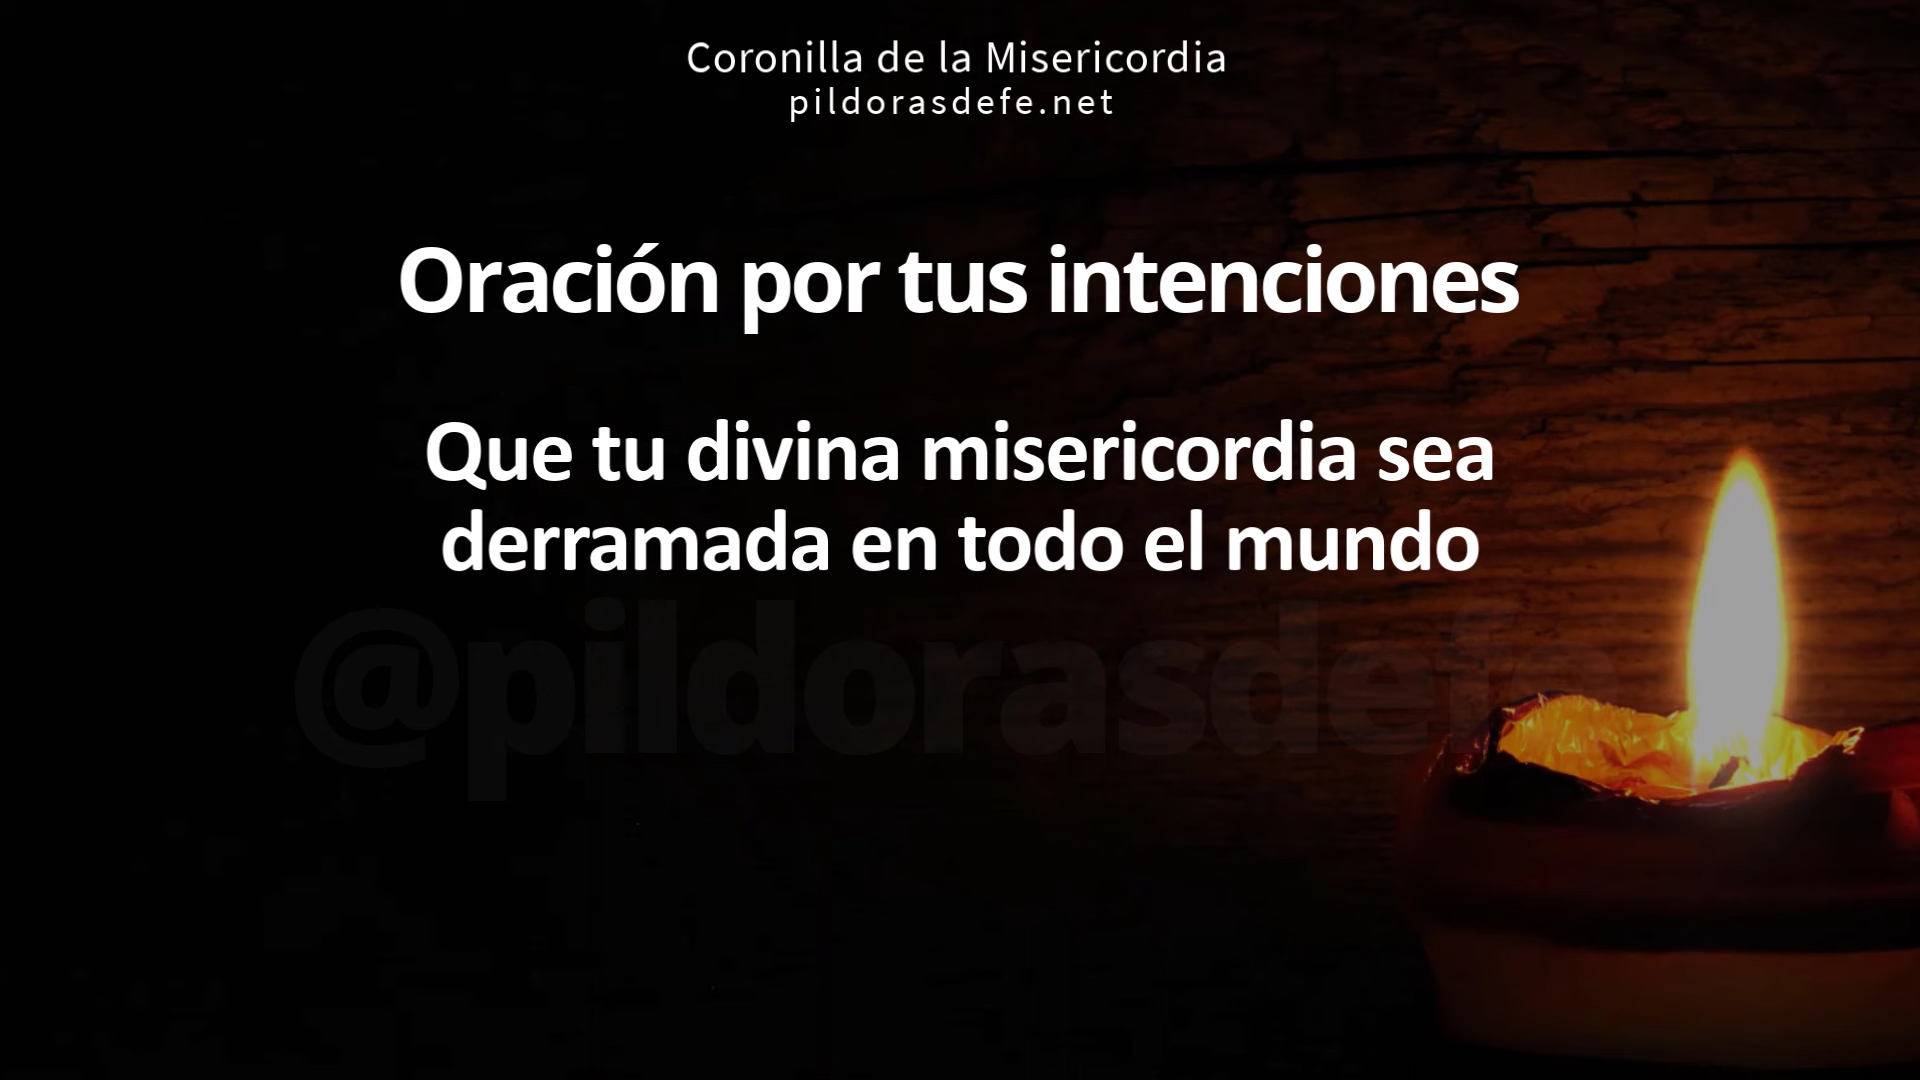 Coronilla de la Misericordia
pildorasdefe.net
Oración por tus intenciones
Que tu divina misericordia sea
derramada en todo el mundo
@pildorasdefe